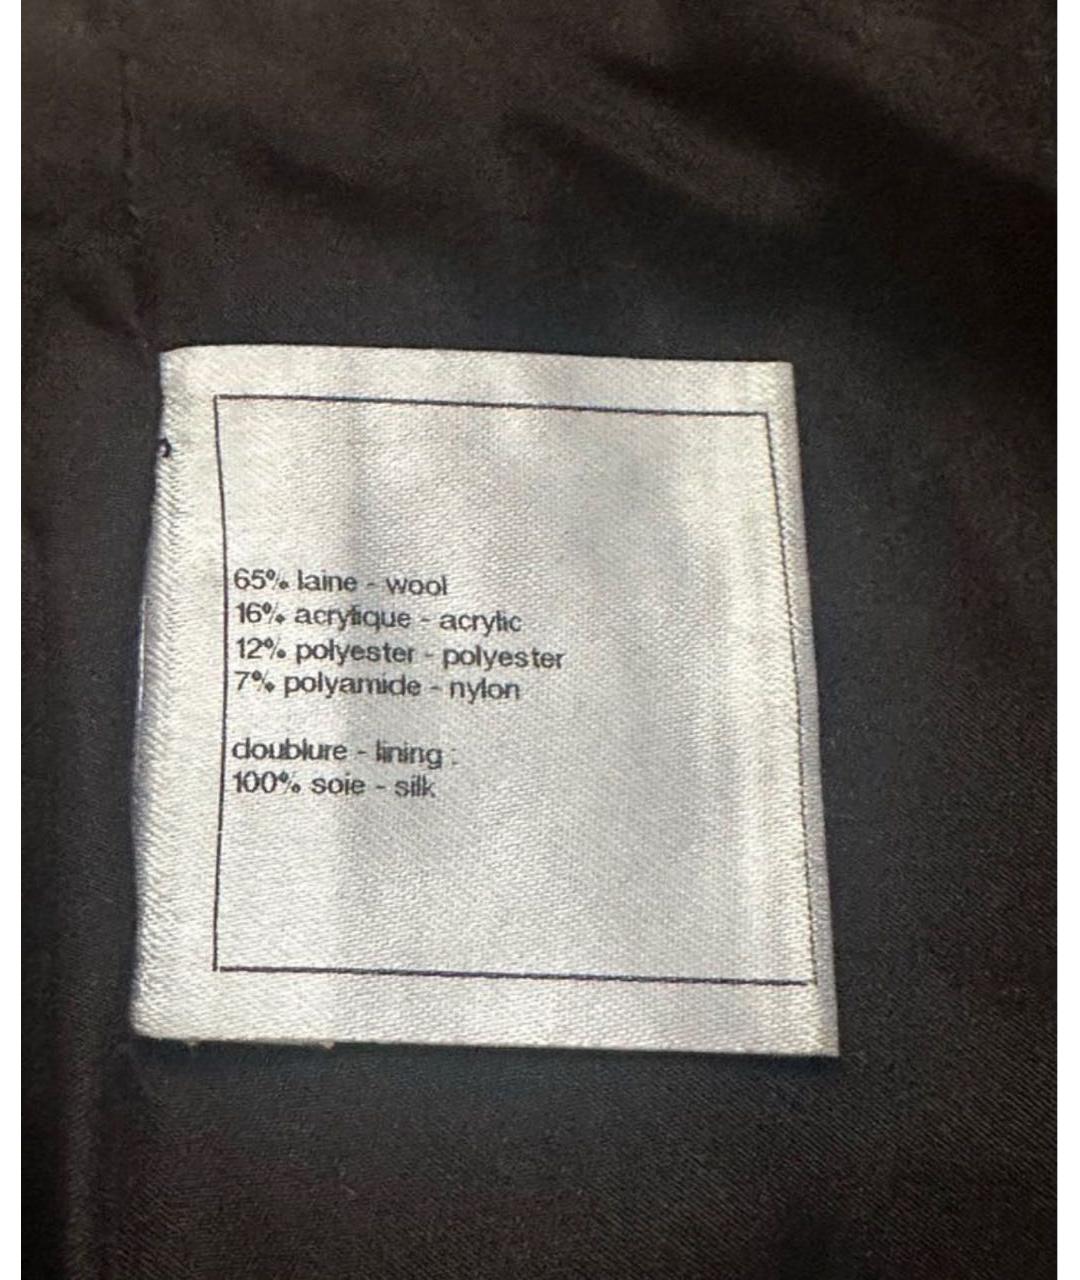 65% laine - wool
16% acrylique - acrylic
12% polyester - polyester
7% polyamide - nylon
doublure - lining :
100% soie - silk